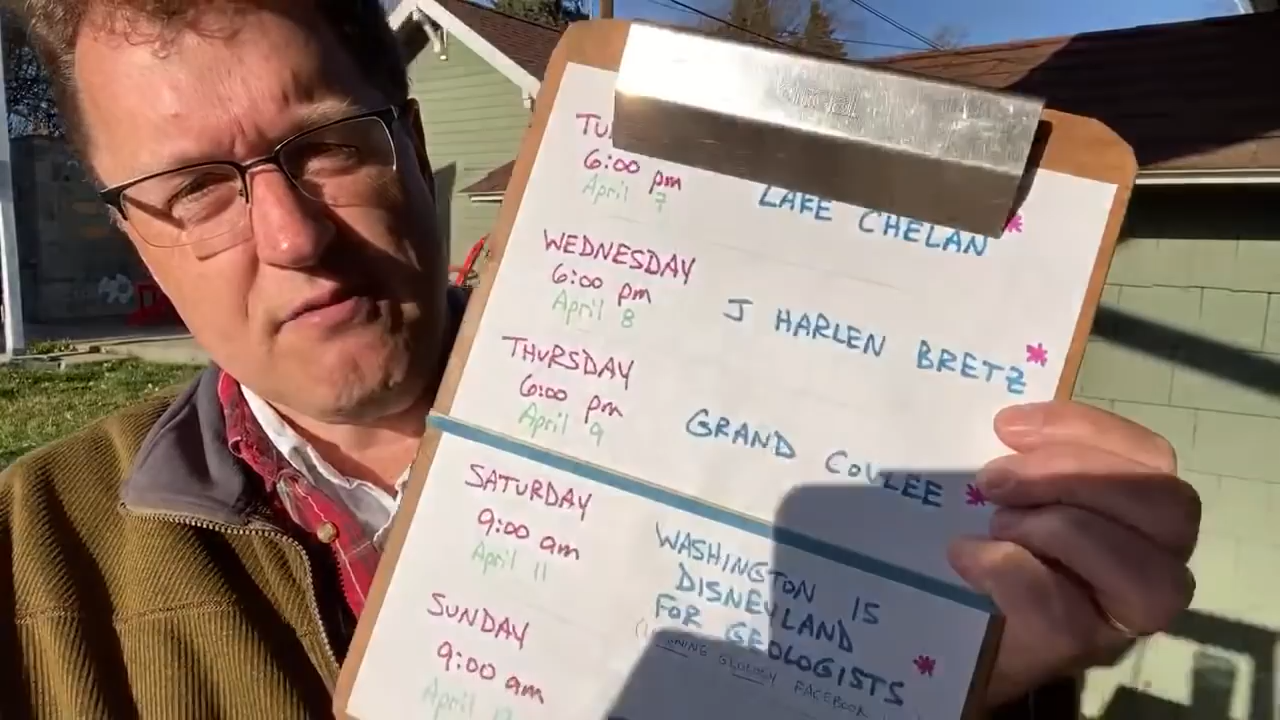 6:00 pm
April 7
LAKE CHELAN *
WEDNESDAY
6:00 pm
April 8
J HARLEN BRETZ *
THURSDAY
6:00 pm
April 9
GRAND COULEE *
SATURDAY
9:00 am
April 11
WASHINGTON IS
DISNEYLAND
FOR GEOLOGISTS *
GEOLOGY FACEBOOK
SUNDAY
9:00 am
April